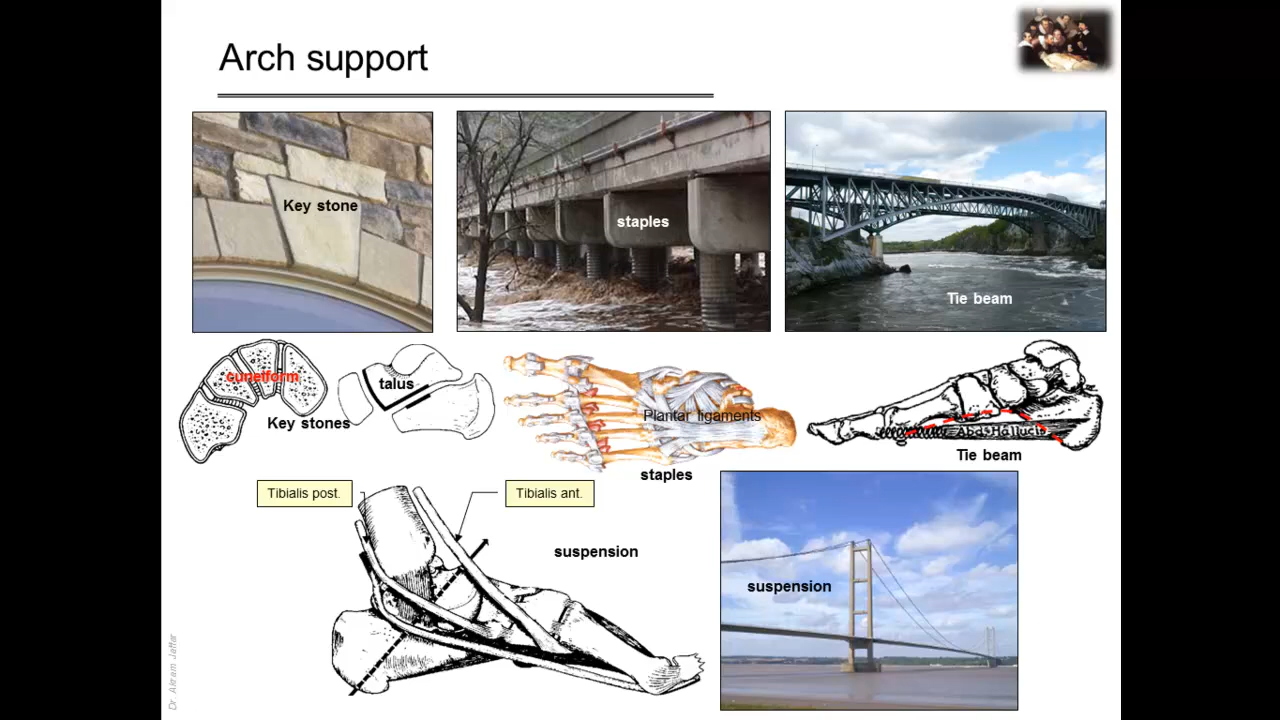 Arch support
Key stone
staples
Tie beam
cuneiform
talus
Key stones
Plantar ligaments
staples
Abd. Hallucis
Tie beam
Tibialis post.
Tibialis ant.
suspension
suspension
Dr Akram Jaffar